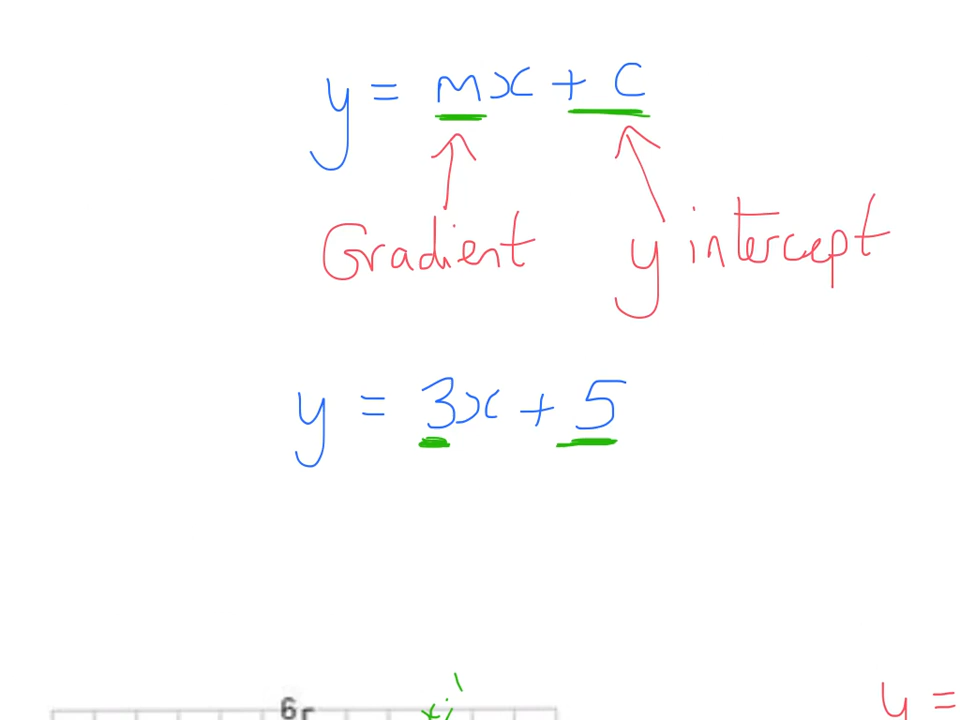 y = mx + c
Gradient y intercept
y = 3x + 5
6
y =